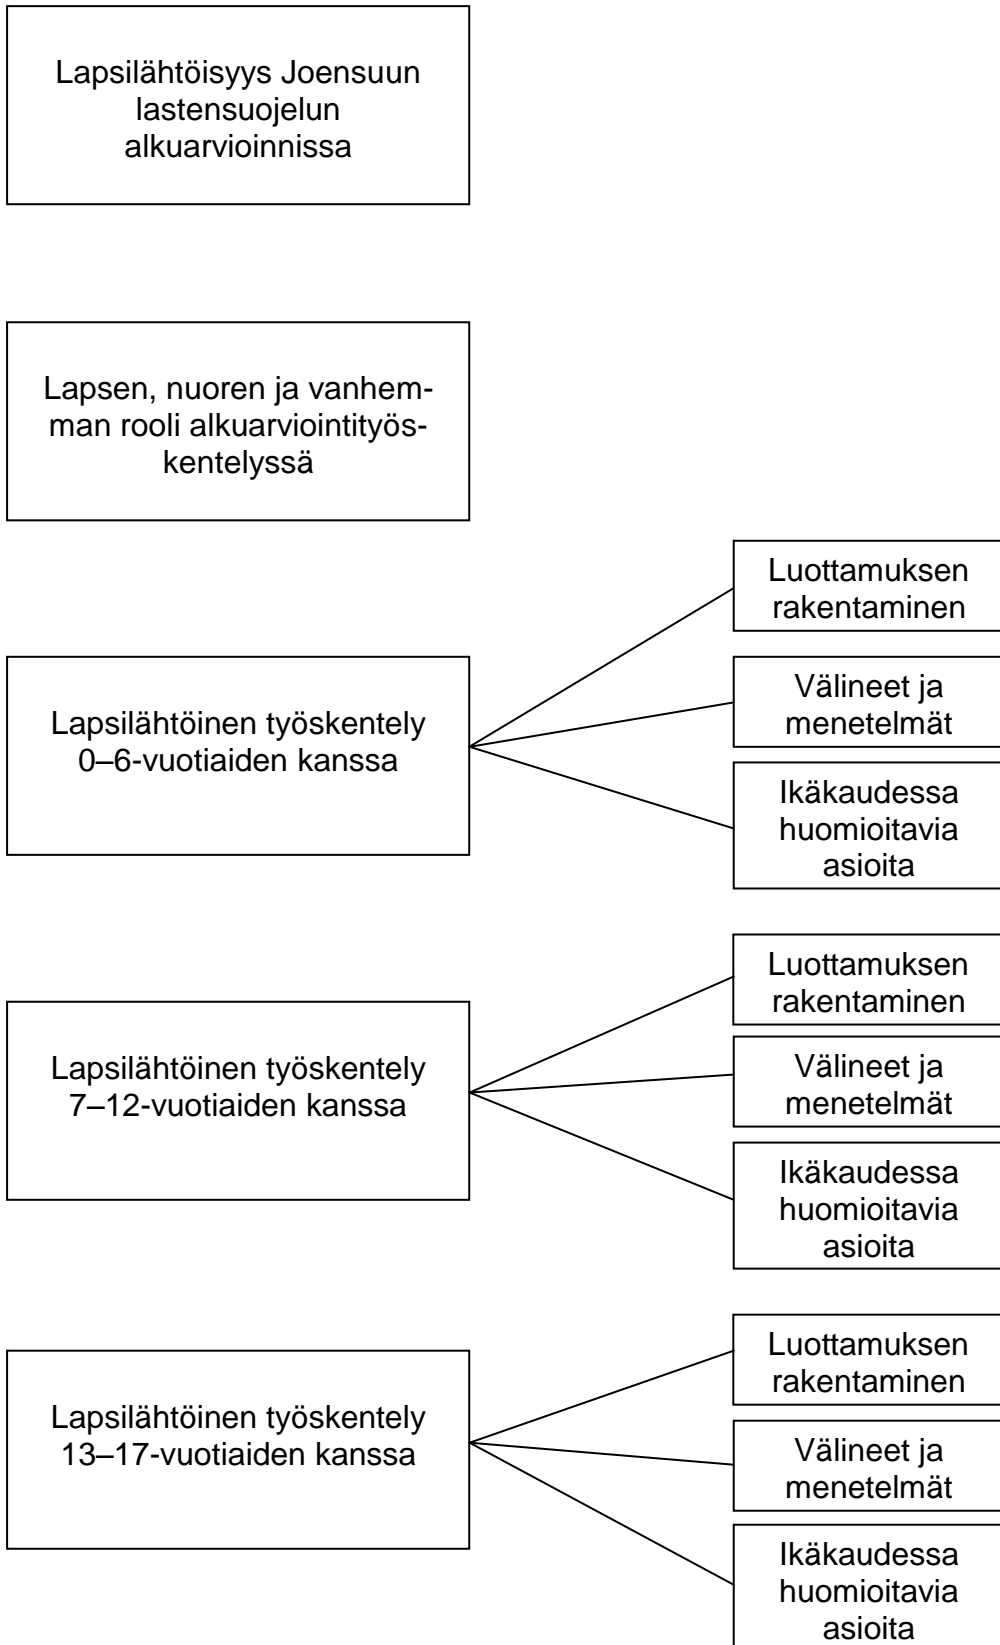 Lapsilähtöisyys Joensuun
lastensuojelun
alkuarvioinnissa
Lapsen, nuoren ja vanhem-
man rooli alkuarviointityös-
kentelyssä
Lapsilähtöinen työskentely
0–6-vuotiaiden kanssa
Luottamuksen
rakentaminen
Välineet ja
menetelmät
Ikäkaudessa
huomioitavia
asioita
Lapsilähtöinen työskentely
7–12-vuotiaiden kanssa
Luottamuksen
rakentaminen
Välineet ja
menetelmät
Ikäkaudessa
huomioitavia
asioita
Lapsilähtöinen työskentely
13–17-vuotiaiden kanssa
Luottamuksen
rakentaminen
Välineet ja
menetelmät
Ikäkaudessa
huomioitavia
asioita